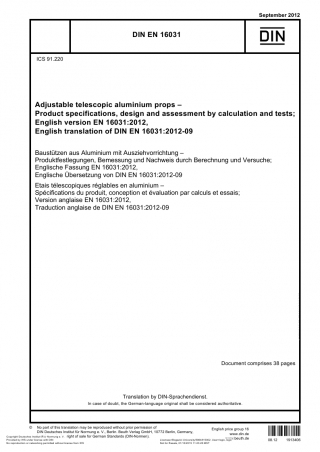 September 2012
DIN EN 16031
DIN
ICS 91.220
Adjustable telescopic aluminium props –
Product specifications, design and assessment by calculation and tests;
English version EN 16031:2012,
English translation of DIN EN 16031:2012-09
Baustützen aus Aluminium mit Ausziehvorrichtung –
Produktfestlegungen, Bemessung und Nachweis durch Berechnung und Versuche;
Englische Fassung EN 16031:2012,
Englische Übersetzung von DIN EN 16031:2012-09
Etais télescopiques réglables en aluminium –
Spécifications du produit, conception et évaluation par calculs et essais;
Version anglaise EN 16031:2012,
Traduction anglaise de DIN EN 16031:2012-09
Document comprises 38 pages
Translation by DIN-Sprachendienst.
In case of doubt, the German-language original shall be considered authoritative.
© No part of this translation may be reproduced without prior permission of
DIN Deutsches Institut für Normung e. V., Berlin. Beuth Verlag GmbH, 10772 Berlin, Germany,
right of sale for German Standards (DIN-Normen).
English price group 16
www.din.de
www.beuth.de